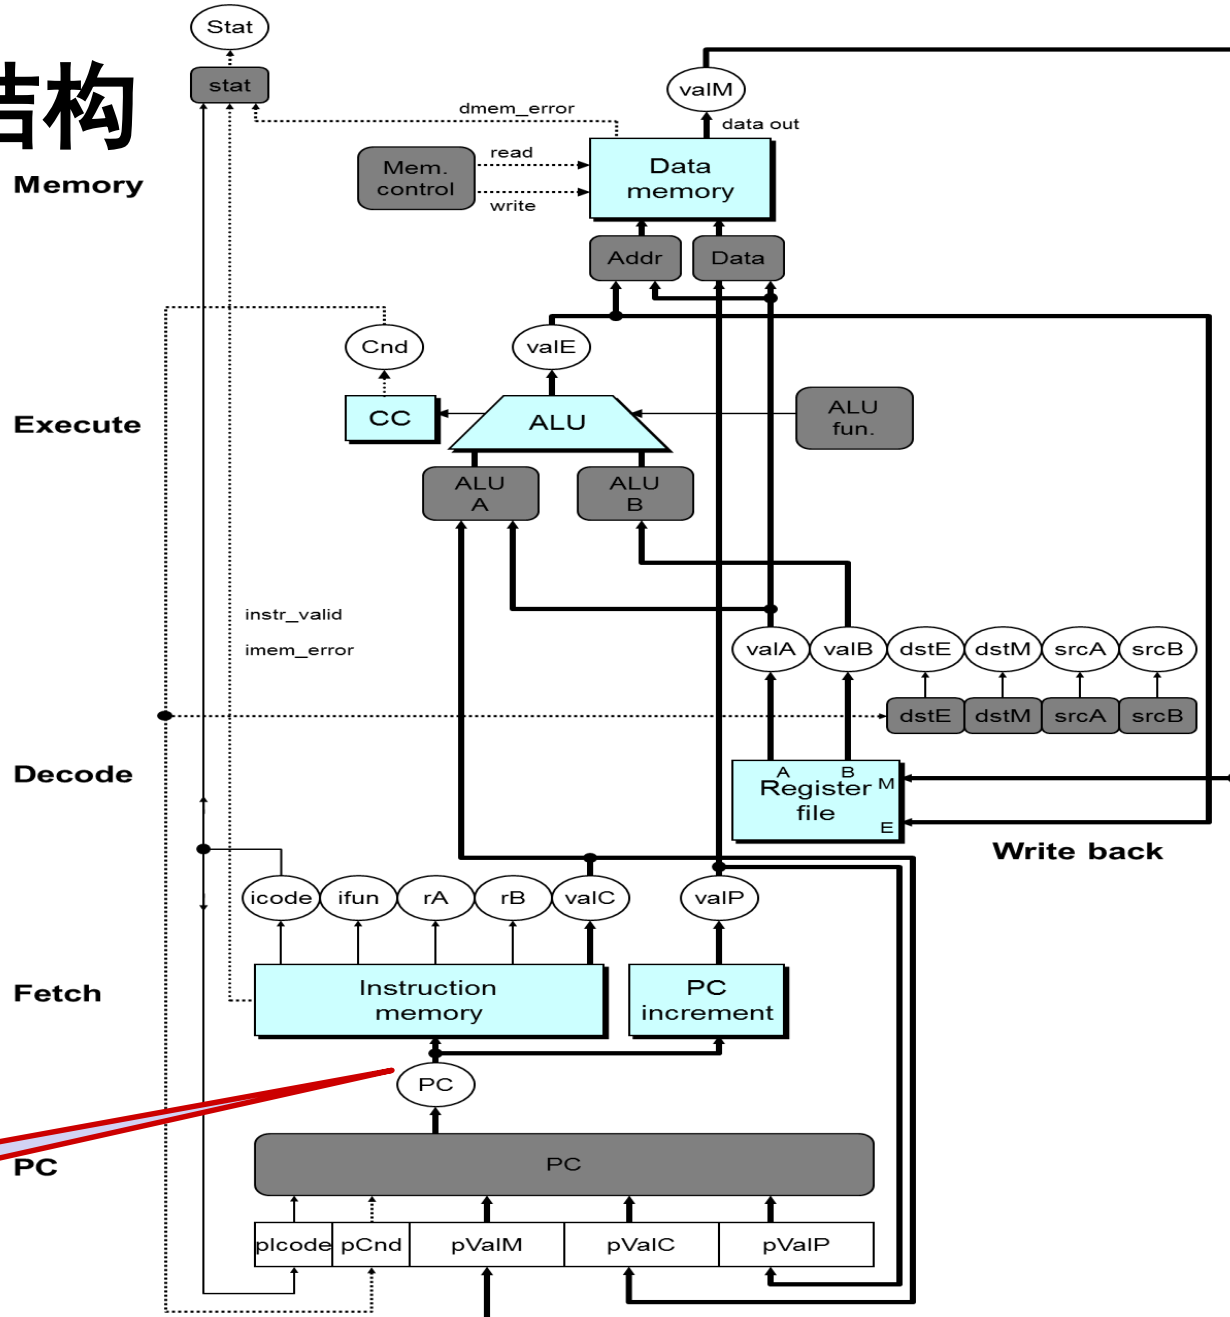 Stat
结构
stat
valM
dmem_error
data out
Memory
Mem.
control
read
write
Data
memory
Addr
Data
Cnd
valE
Execute
CC
ALU
ALU
fun.
ALU
A
ALU
B
instr_valid
imem_error
valA
valB
dstE
dstM
srcA
srcB
dstE
dstM
srcA
srcB
Decode
A
B
M
Register
file
E
Write back
icode
ifun
rA
rB
valC
valP
Fetch
Instruction
memory
PC
increment
PC
PC
PC
pIcode
pCnd
pValM
pValC
pValP